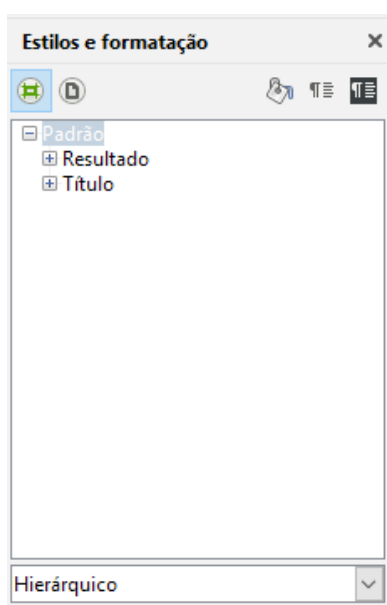 Estilos e formatação
Padrão
Resultado
Título
Hierárquico